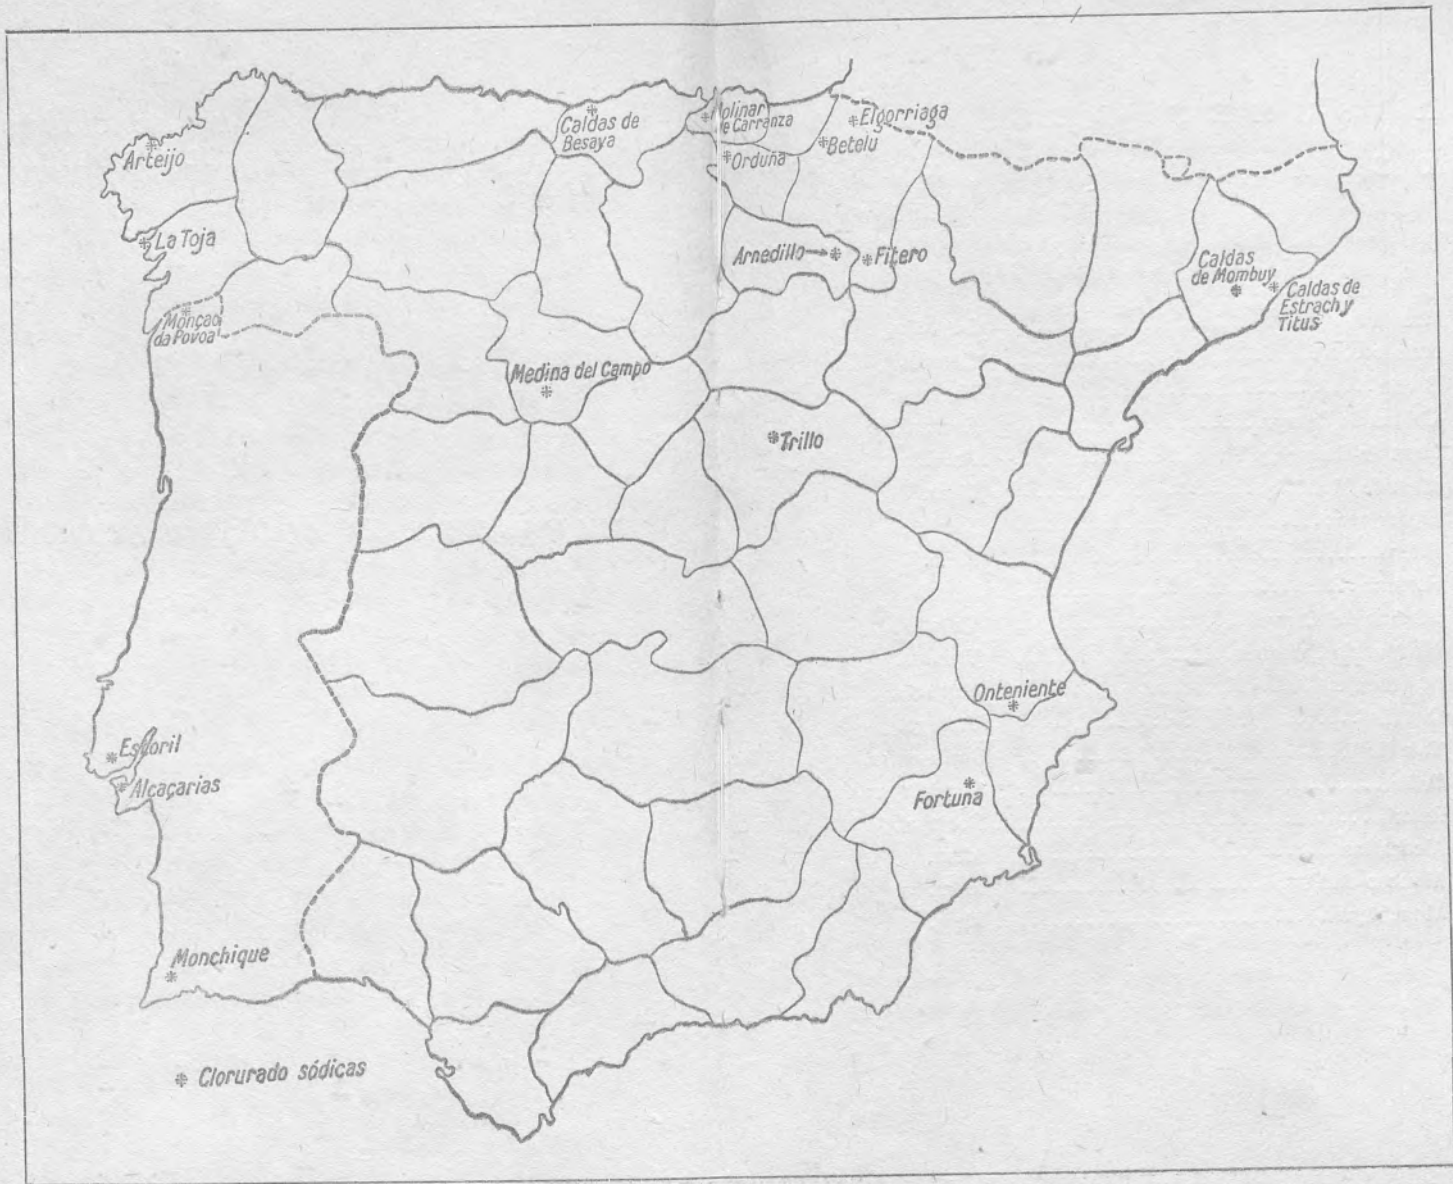 Caldas de
Besaya
Molinar
de Carranza
Elgorriaga
Arteijo
Betelu
Orduña
La Toja
Arnedillo
Fitero
Caldas
de Mombuy
Caldas de
Estrach y
Titus
Monçao
da Povoa
Medina del Campo
Trillo
Onteniente
Estoril
Alcaçarias
Fortuna
Monchique
Clorurado sódicas